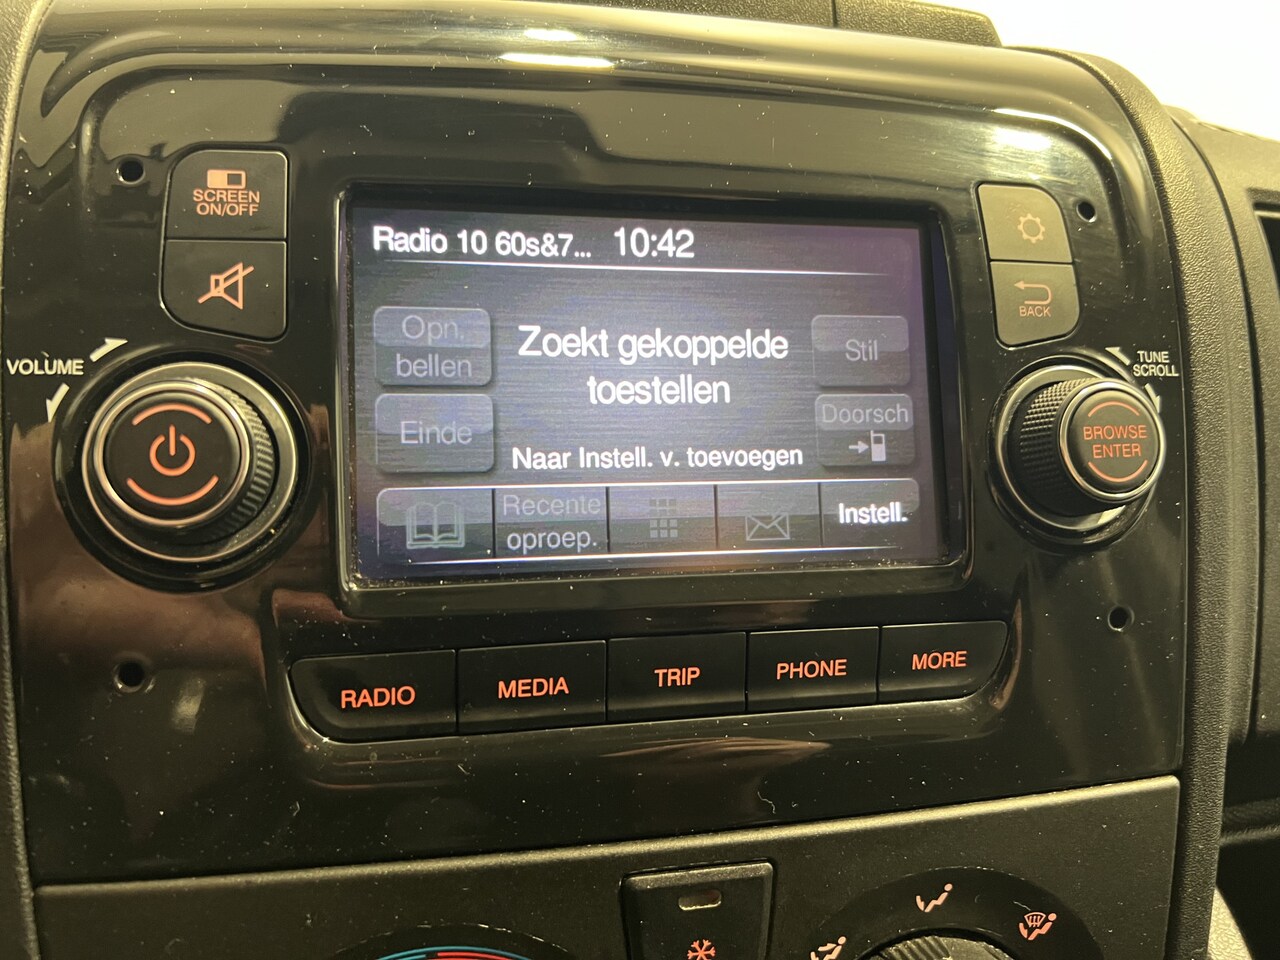 SCREEN
ON/OFF
VOLUME
Radio 10 60s&7... 10:42
Opn.
bellen
Zoekt gekoppelde
toestellen
Stil
Einde
Doorsch
Naar Instell. v. toevoegen
Recente
oproep.
Instell.
BACK
TUNE
SCROLL
BROWSE
ENTER
RADIO
MEDIA
TRIP
PHONE
MORE